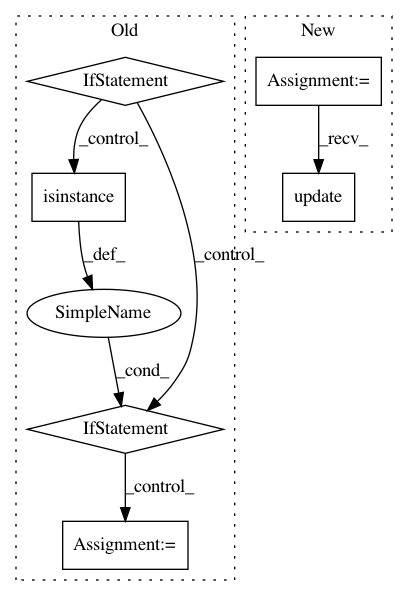 Old
New
IfStatement
Assignment:=
_control_
_recv_
isinstance
update
_def_
_control_
SimpleName
_cond_
IfStatement
_control_
Assignment:=